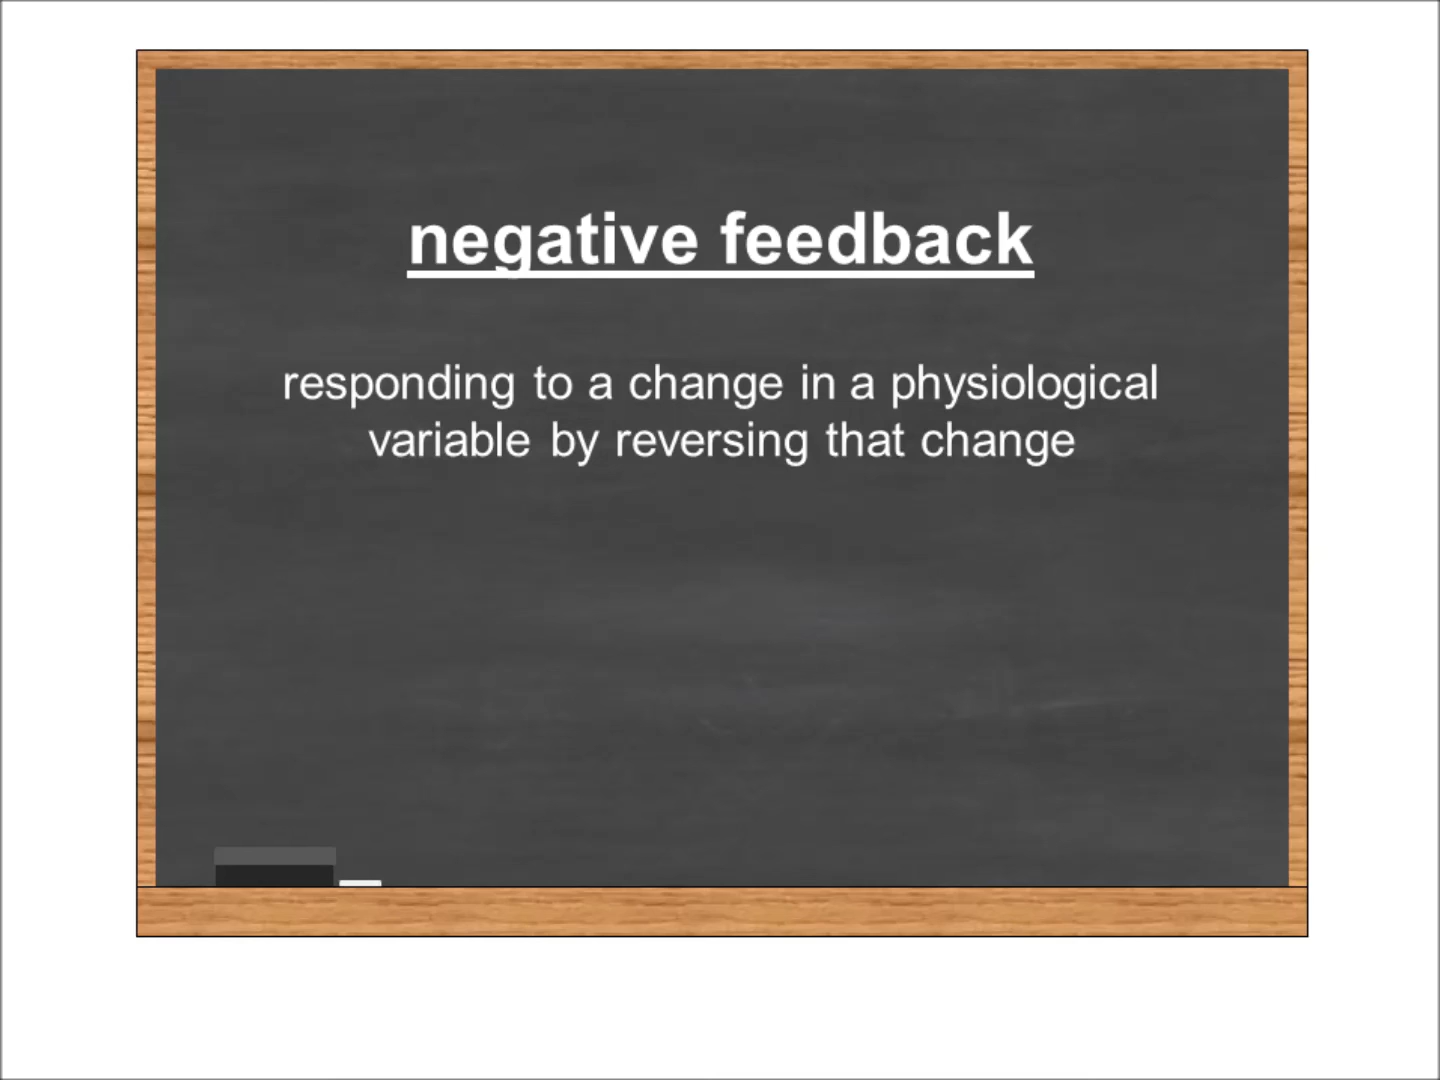 negative feedback
responding to a change in a physiological
variable by reversing that change